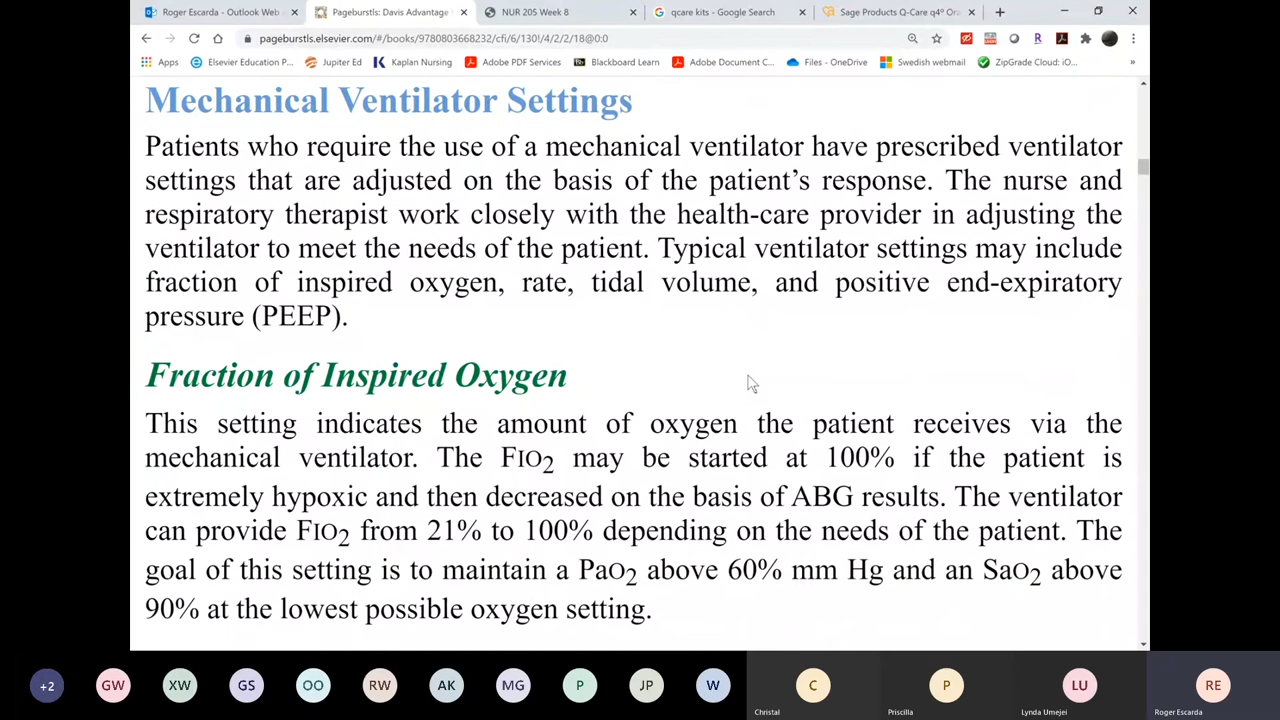 Roger Escarda - Outlook Web
Pageburstls: Davis Advantage
NUR 205 Week 8
qcare kits - Google Search
Sage Products Q-Care q4° Ora
pageburstls.elsevier.com/#/books/9780803668232/cfi/6/130!/4/2/2/18@0:0
Apps
Elsevier Education P...
Jupiter Ed
Kaplan Nursing
Adobe PDF Services
Blackboard Learn
Adobe Document C...
Files - OneDrive
Swedish webmail
ZipGrade Cloud: iO...
Mechanical Ventilator Settings
Patients who require the use of a mechanical ventilator have prescribed ventilator
settings that are adjusted on the basis of the patient's response. The nurse and
respiratory therapist work closely with the health-care provider in adjusting the
ventilator to meet the needs of the patient. Typical ventilator settings may include
fraction of inspired oxygen, rate, tidal volume, and positive end-expiratory
pressure (PEEP).
Fraction of Inspired Oxygen
This setting indicates the amount of oxygen the patient receives via the
mechanical ventilator. The FIO2 may be started at 100% if the patient is
extremely hypoxic and then decreased on the basis of ABG results. The ventilator
can provide FIO2 from 21% to 100% depending on the needs of the patient. The
goal of this setting is to maintain a PaO2 above 60% mm Hg and an SaO2 above
90% at the lowest possible oxygen setting.
+2
GW
XW
GS
OO
RW
AK
MG
P
JP
W
C
P
LU
RE
Christal
Priscilla
Lynda Umejei
Roger Escarda